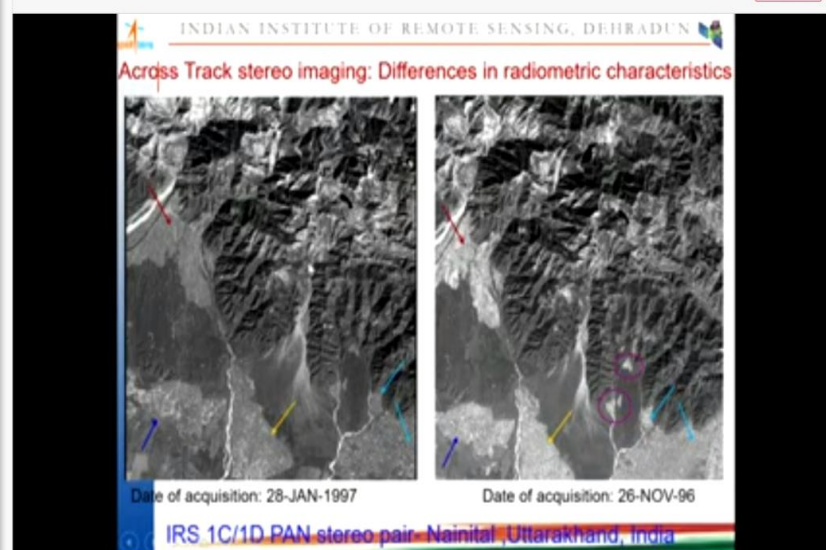 INDIAN INSTITUTE OF REMOTE SENSING, DEHRADUN
Across Track stereo imaging: Differences in radiometric characteristics
Date of acquisition: 28-JAN-1997
Date of acquisition: 26-NOV-96
IRS 1C/1D PAN stereo pair- Nainital ,Uttarakhand, India